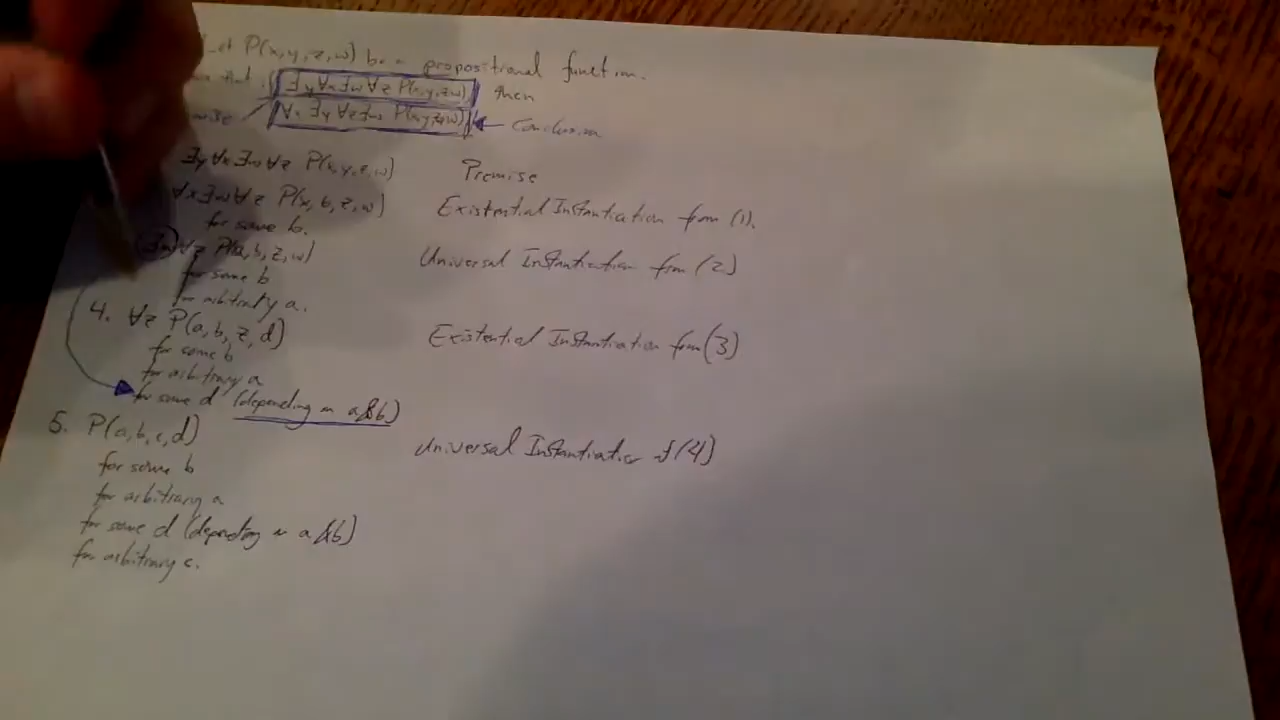 P(x,y,z,w) be a propositional function.
that ∃y∀x∃w∀z P(x,y,z,w) then
∀x ∃y ∀z∃w P(x,y,z,w) ← Conclusion
∃y∀x∃w∀z P(x,y,z,w) Premise
∀x∃w∀z P(x,b,z,w) Existential Instantiation from (1).
for some b.
∃w∀z P(a,b,z,w) Universal Instantiation from (2)
for some b
for arbitrary a.
4. ∀z P(a,b,z,d) Existential Instantiation from (3)
for some b
for arbitrary a
for some d (depending on a&b)
5. P(a,b,c,d) Universal Instantiation of (4)
for some b
for arbitrary a
for some d (depending on a&b)
for arbitrary c.